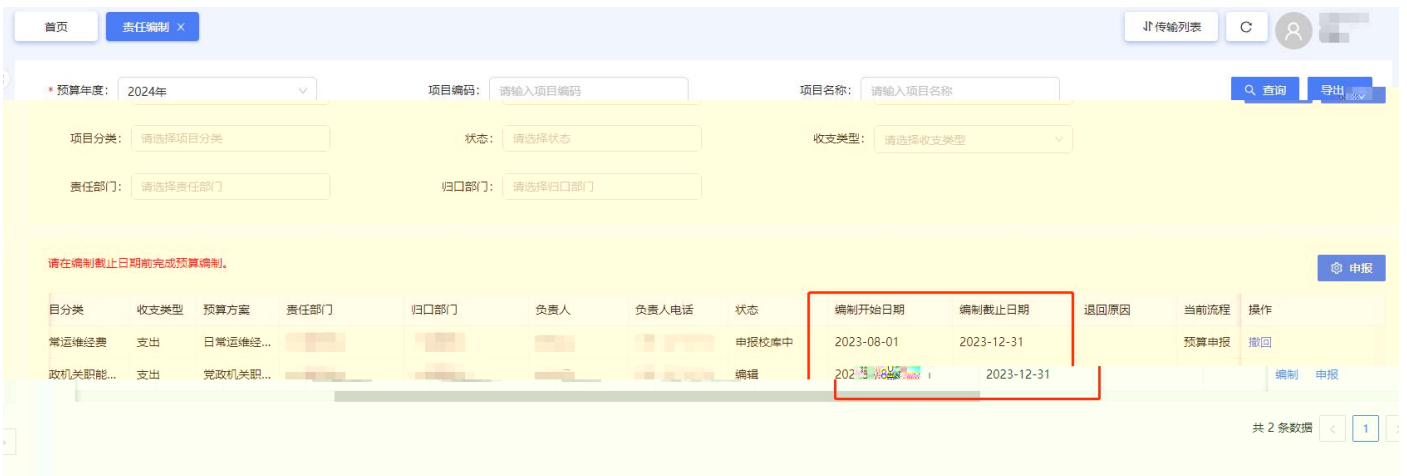 首页 责任编制 × 传输列表
* 预算年度： 2024年 项目编码： 请输入项目编码 项目名称： 请输入项目名称 查询 导出
项目分类： 请选择项目分类 状态： 请选择状态 收支类型： 请选择收支类型
责任部门： 请选择责任部门 归口部门： 请选择归口部门
请在编制截止日期前完成预算编制。 申报
目分类 收支类型 预算方案 责任部门 归口部门 负责人 负责人电话 状态 编制开始日期 编制截止日期 退回原因 当前流程 操作
常运维经费 支出 日常运维经... 申报校库中 2023-08-01 2023-12-31 预算申报 撤回
政机关职能... 支出 党政机关职... 编辑 2023-12-31 编制 申报
共 2 条数据 < 1